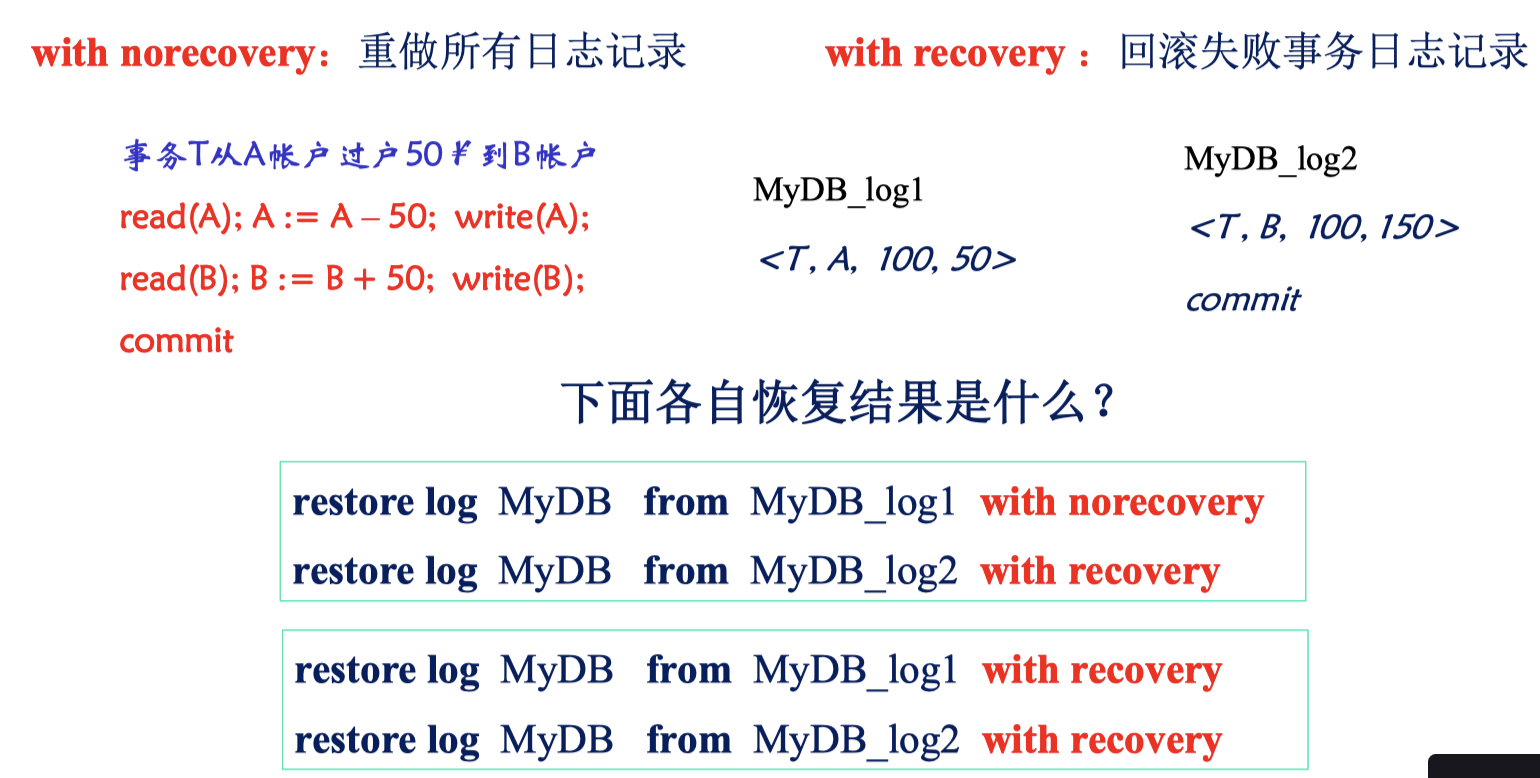 with norecovery：重做所有日志记录
with recovery ：回滚失败事务日志记录
事务T从A帐户过户50￥到B帐户
read(A); A := A – 50; write(A);
read(B); B := B + 50; write(B);
commit
MyDB_log1
<T, A, 100, 50>
MyDB_log2
<T, B, 100, 150>
commit
下面各自恢复结果是什么？
restore log MyDB from MyDB_log1 with norecovery
restore log MyDB from MyDB_log2 with recovery
restore log MyDB from MyDB_log1 with recovery
restore log MyDB from MyDB_log2 with recovery